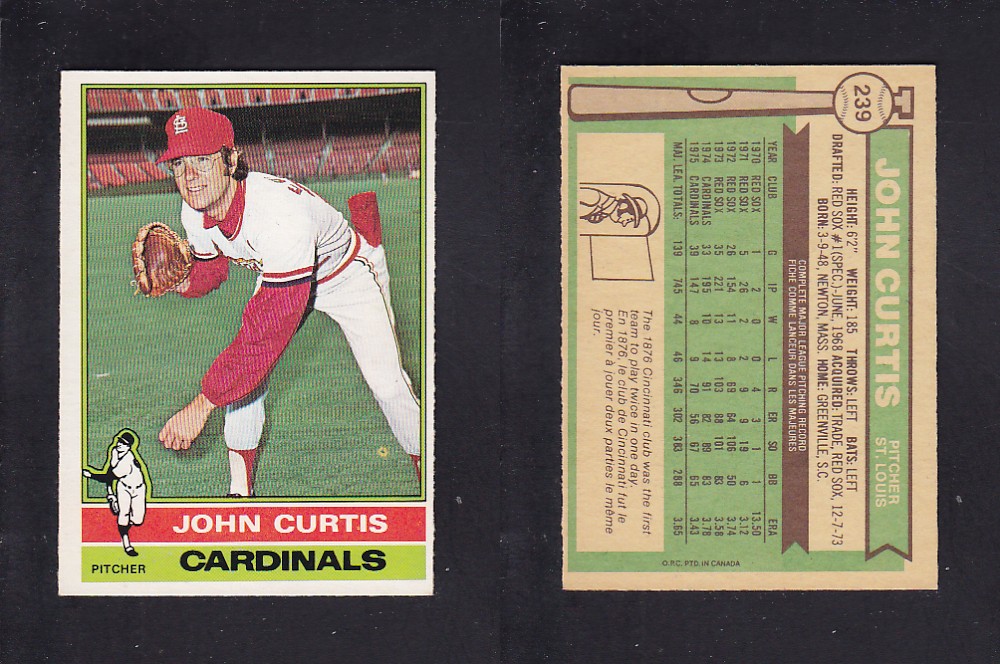 JOHN CURTIS
CARDINALS
PITCHER
239
JOHN CURTIS
PITCHER
ST. LOUIS
HEIGHT: 6'2" WEIGHT: 185 THROWS: LEFT BATS: LEFT
DRAFTED: RED SOX #1(SPEC.)-JUNE, 1968 ACQUIRED: TRADE, RED SOX, 12-7-73
BORN: 3-9-48, NEWTON, MASS. HOME: GREENVILLE, S.C.
COMPLETE MAJOR LEAGUE PITCHING RECORD
FICHE COMME LANCEUR DANS LES MAJEURES
YEAR CLUB G IP W L R ER SO BB ERA
1970 RED SOX 1 2 0 0 4 3 1 1 13.50
1971 RED SOX 5 26 2 2 9 9 19 6 3.12
1972 RED SOX 26 154 11 8 69 64 106 50 3.74
1973 RED SOX 35 221 13 13 103 88 101 83 3.58
1974 CARDINALS 33 195 10 14 91 82 89 83 3.78
1975 CARDINALS 39 147 8 9 70 56 67 65 3.43
MAJ. LEA. TOTALS: 139 745 44 46 346 302 383 288 3.65
The 1876 Cincinnati club was the first
team to play twice in one day.
En 1876, le club de Cincinnati fut le
premier à jouer deux parties le même
jour.
O.P.C. PTD. IN CANADA